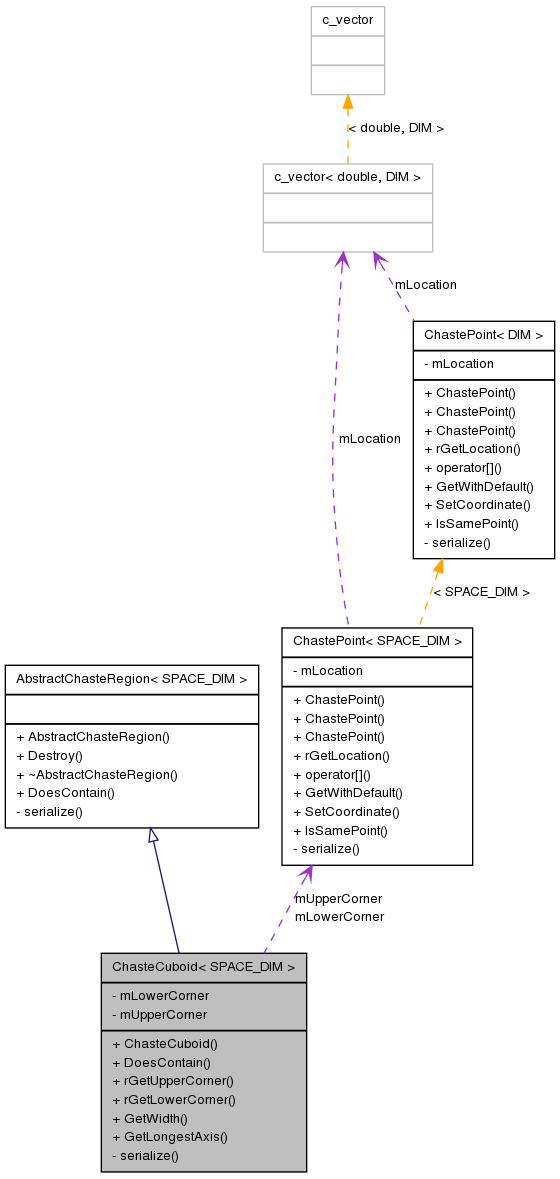 c_vector
< double, DIM >
c_vector< double, DIM >
mLocation
ChastePoint< DIM >
- mLocation
+ ChastePoint()
+ ChastePoint()
+ ChastePoint()
+ rGetLocation()
+ operator[]()
+ GetWithDefault()
+ SetCoordinate()
+ IsSamePoint()
- serialize()
mLocation
< SPACE_DIM >
ChastePoint< SPACE_DIM >
- mLocation
+ ChastePoint()
+ ChastePoint()
+ ChastePoint()
+ rGetLocation()
+ operator[]()
+ GetWithDefault()
+ SetCoordinate()
+ IsSamePoint()
- serialize()
AbstractChasteRegion< SPACE_DIM >
+ AbstractChasteRegion()
+ Destroy()
+ ~AbstractChasteRegion()
+ DoesContain()
- serialize()
mUpperCorner
mLowerCorner
ChasteCuboid< SPACE_DIM >
- mLowerCorner
- mUpperCorner
+ ChasteCuboid()
+ DoesContain()
+ rGetUpperCorner()
+ rGetLowerCorner()
+ GetWidth()
+ GetLongestAxis()
- serialize()